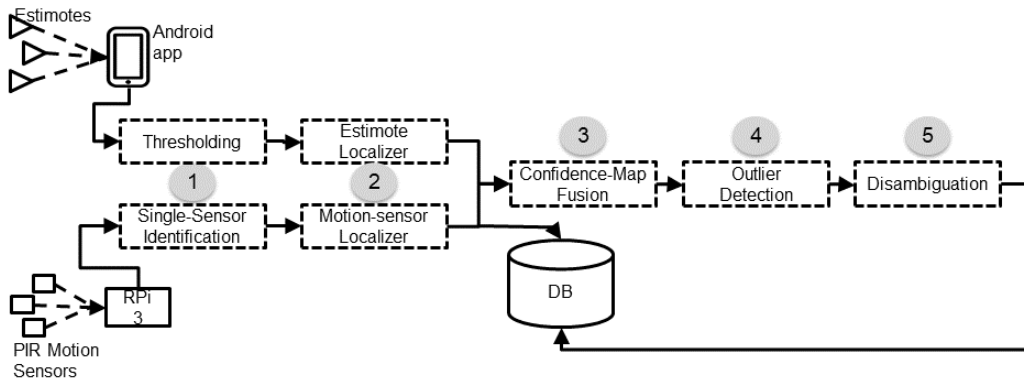 Estimotes
Android
app
Thresholding
Estimote
Localizer
1
2
Single-Sensor
Identification
Motion-sensor
Localizer
3
4
5
Confidence-Map
Fusion
Outlier
Detection
Disambiguation
DB
RPi
3
PIR Motion
Sensors